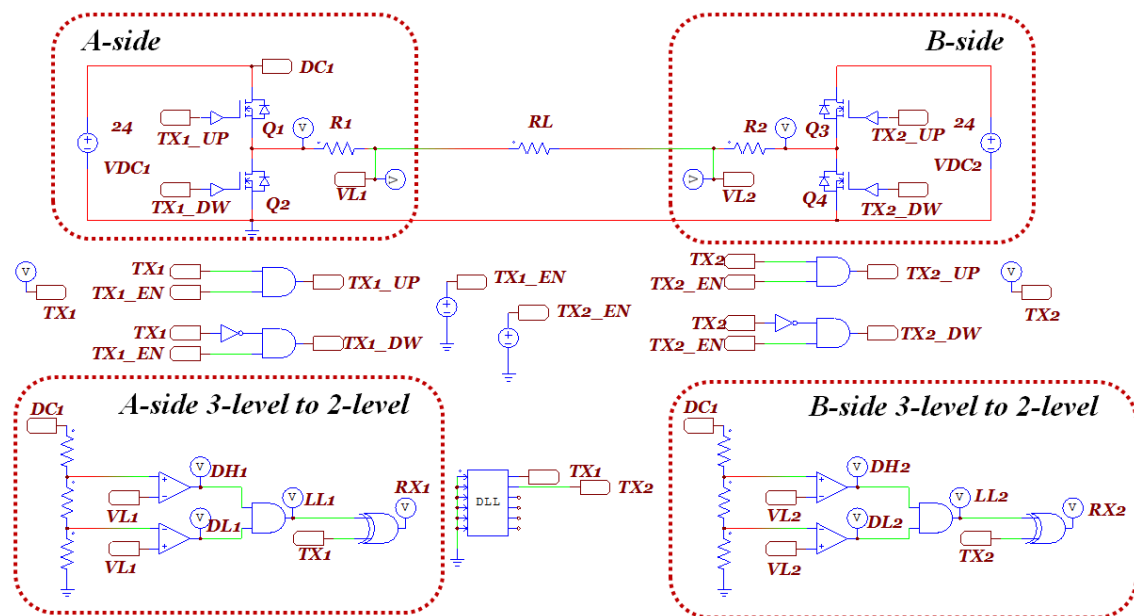 A-side
B-side
DC1
24
VDC1
TX1_UP
Q1
V
R1
TX1_DW
Q2
VL1
V
RL
R2
V
VL2
V
Q3
TX2_UP
24
VDC2
Q4
TX2_DW
V
TX1
TX1
TX1_EN
TX1_UP
TX1
TX1_EN
TX1_DW
TX1_EN
TX2_EN
TX2
TX2_EN
TX2_UP
TX2
TX2_EN
TX2_DW
V
TX2
A-side 3-level to 2-level
DC1
V
DH1
VL1
V
DL1
VL1
V
LL1
TX1
V
RX1
DLL
TX1
TX2
B-side 3-level to 2-level
DC1
V
DH2
VL2
V
DL2
VL2
V
LL2
TX2
V
RX2